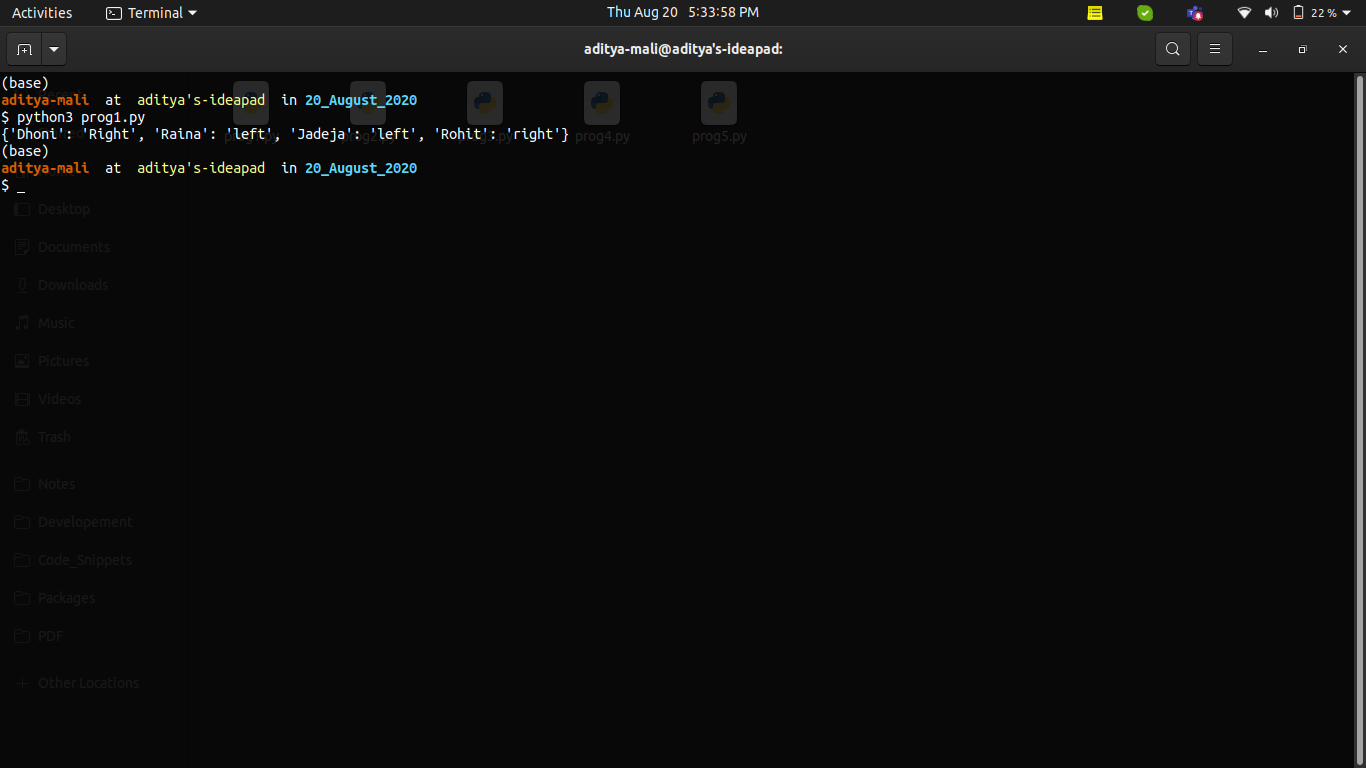 Activities Terminal Thu Aug 20 5:33:58 PM 22 %
aditya-mali@aditya's-ideapad:
(base)
aditya-mali at aditya's-ideapad in 20_August_2020
$ python3 prog1.py
{'Dhoni': 'Right', 'Raina': 'left', 'Jadeja': 'left', 'Rohit': 'right'}
prog4.py prog5.py
(base)
aditya-mali at aditya's-ideapad in 20_August_2020
$ _
Desktop
Documents
Downloads
Music
Pictures
Videos
Trash
Notes
Developement
Code_Snippets
Packages
PDF
Other Locations